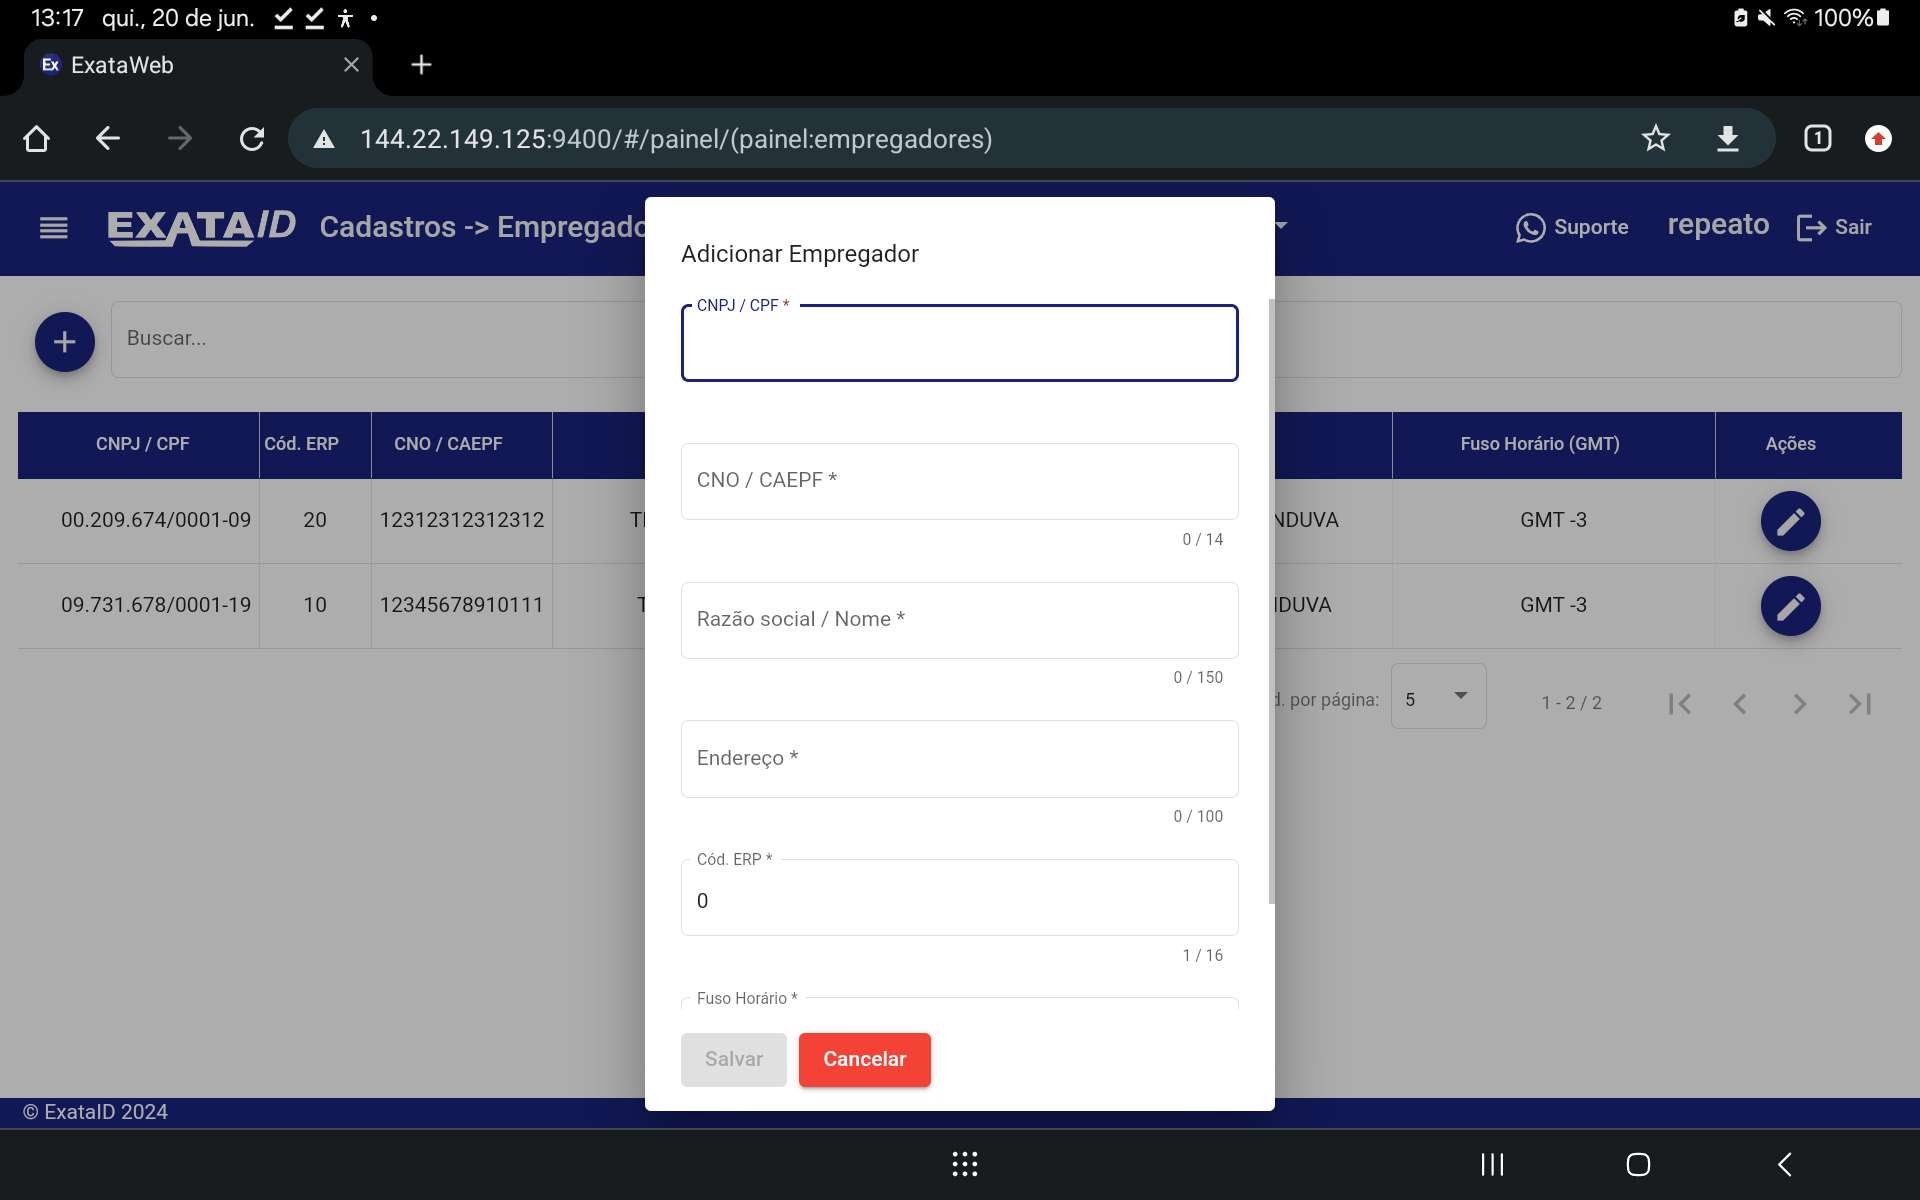 13:17 qui., 20 de jun.
100%
Ex ExataWeb
144.22.149.125:9400/#/painel/(painel:empregadores)
1
EXATAID Cadastros -> Empregado
Suporte repeato Sair
Adicionar Empregador
CNPJ / CPF *
Buscar...
CNPJ / CPF Cód. ERP CNO / CAEPF Fuso Horário (GMT) Ações
CNO / CAEPF *
0 / 14
00.209.674/0001-09 20 12312312312312 NDUVA GMT -3
09.731.678/0001-19 10 12345678910111 T DUVA GMT -3
Razão social / Nome *
0 / 150
d. por página: 5 1 - 2 / 2
Endereço *
0 / 100
Cód. ERP *
0
1 / 16
Fuso Horário *
Salvar Cancelar
© ExataID 2024